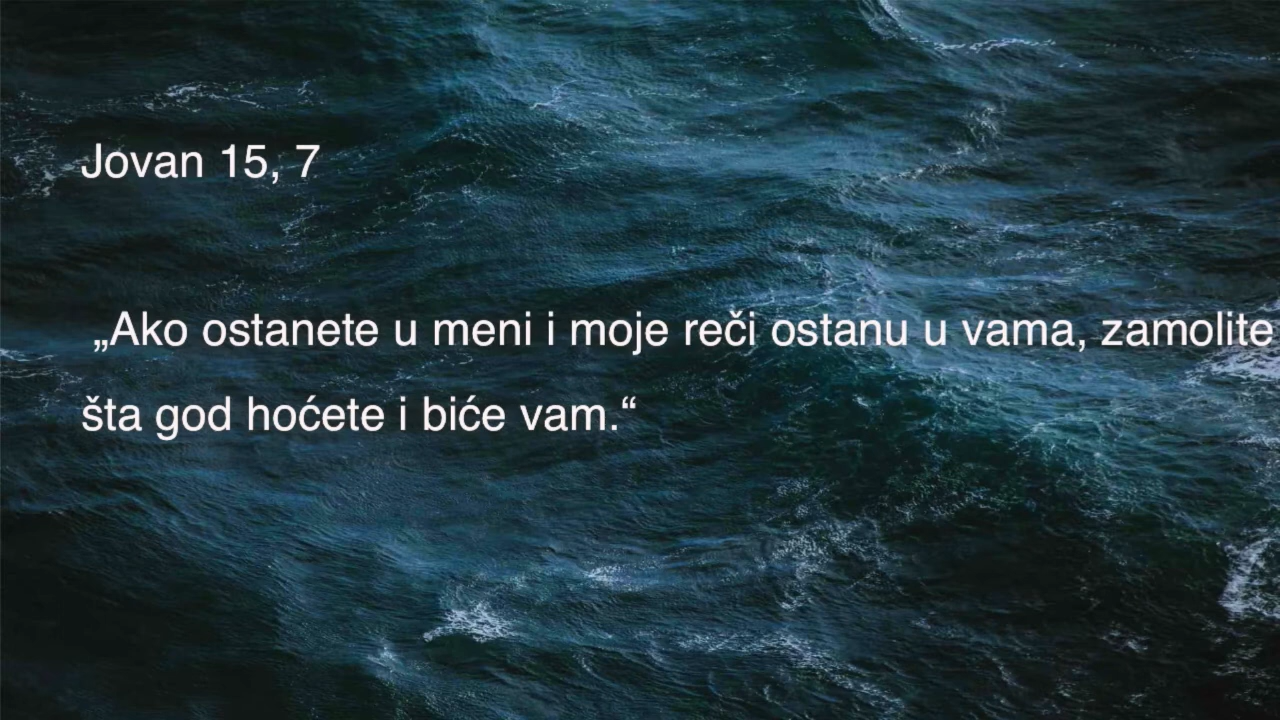 Jovan 15, 7
„Ako ostanete u meni i moje reči ostanu u vama, zamolite
šta god hoćete i biće vam.“